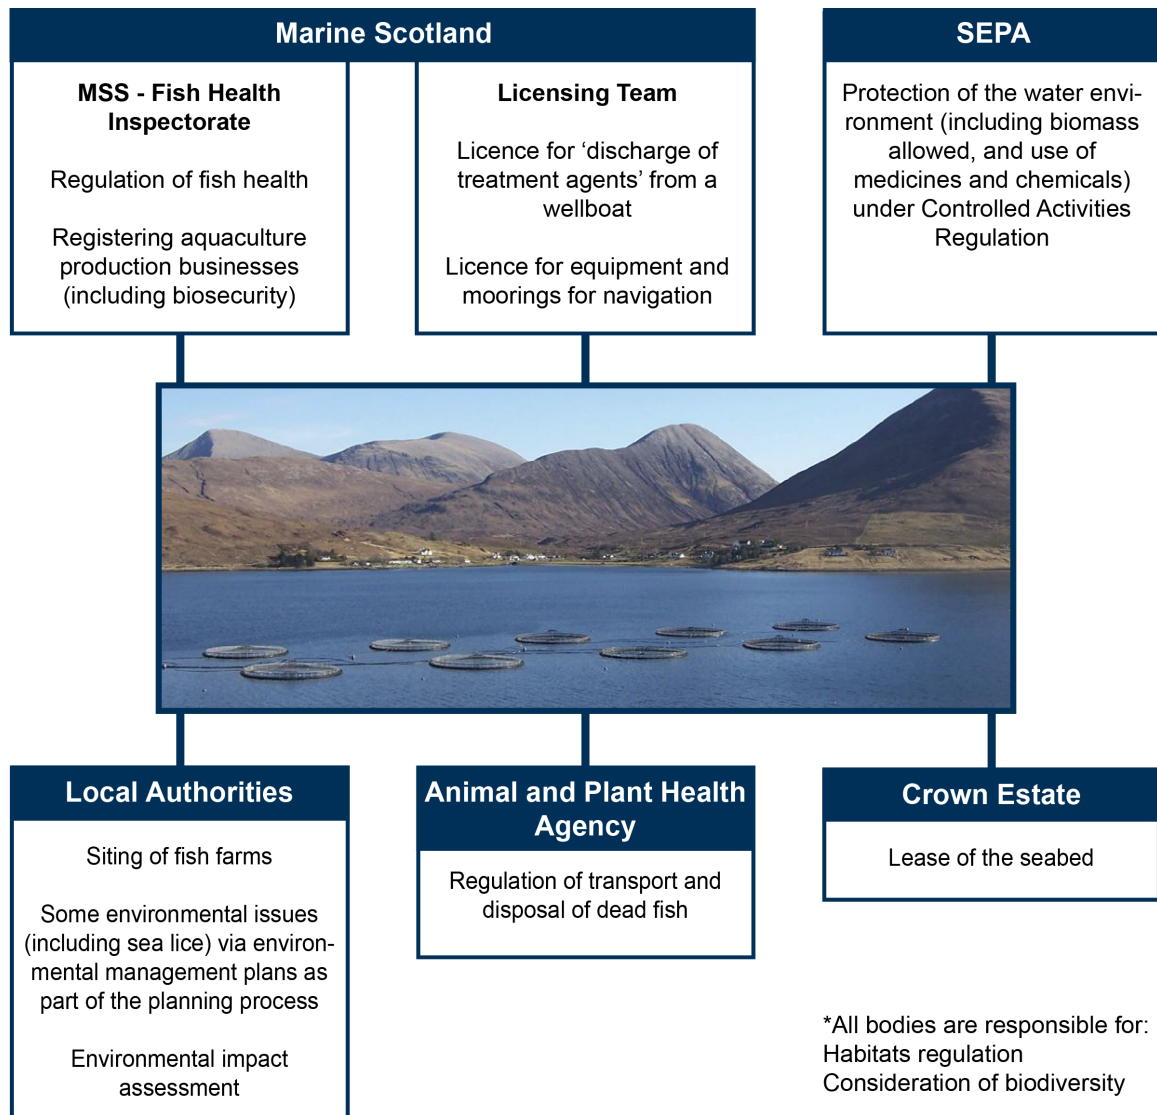 Marine Scotland
MSS - Fish Health
Inspectorate
Regulation of fish health
Registering aquaculture
production businesses
(including biosecurity)
Licensing Team
Licence for ‘discharge of
treatment agents’ from a
wellboat
Licence for equipment and
moorings for navigation
SEPA
Protection of the water envi-
ronment (including biomass
allowed, and use of
medicines and chemicals)
under Controlled Activities
Regulation
Local Authorities
Siting of fish farms
Some environmental issues
(including sea lice) via environ-
mental management plans as
part of the planning process
Environmental impact
assessment
Animal and Plant Health
Agency
Regulation of transport and
disposal of dead fish
Crown Estate
Lease of the seabed
*All bodies are responsible for:
Habitats regulation
Consideration of biodiversity